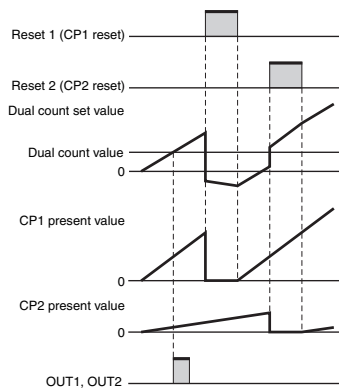 Reset 1 (CP1 reset)
Reset 2 (CP2 reset)
Dual count set value
Dual count value
0
CP1 present value
0
CP2 present value
0
OUT1, OUT2